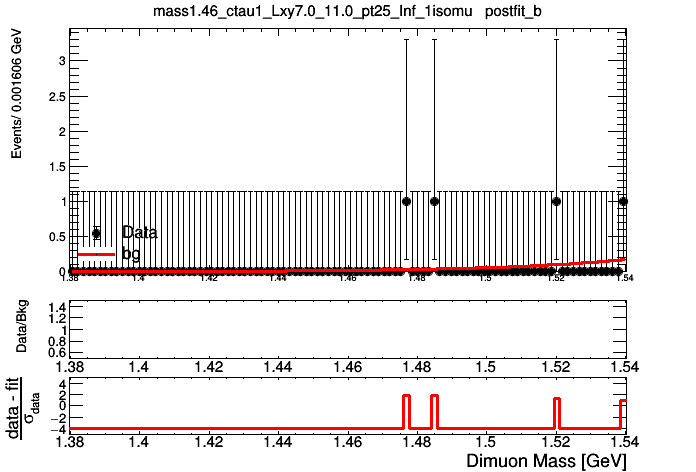 mass1.46_ctau1_Lxy7.0_11.0_pt25_Inf_1isomu postfit_b
Events/ 0.001606 GeV
3
2.5
2
1.5
1
0.5
0
Data
bg
1.38 1.4 1.42 1.44 1.46 1.48 1.5 1.52 1.54
Data/Bkg
1.4
1.2
1
0.8
0.6
1.38 1.4 1.42 1.44 1.46 1.48 1.5 1.52 1.54
data - fit
σdata
4
2
0
−2
−4
1.38 1.4 1.42 1.44 1.46 1.48 1.5 1.52 1.54
Dimuon Mass [GeV]